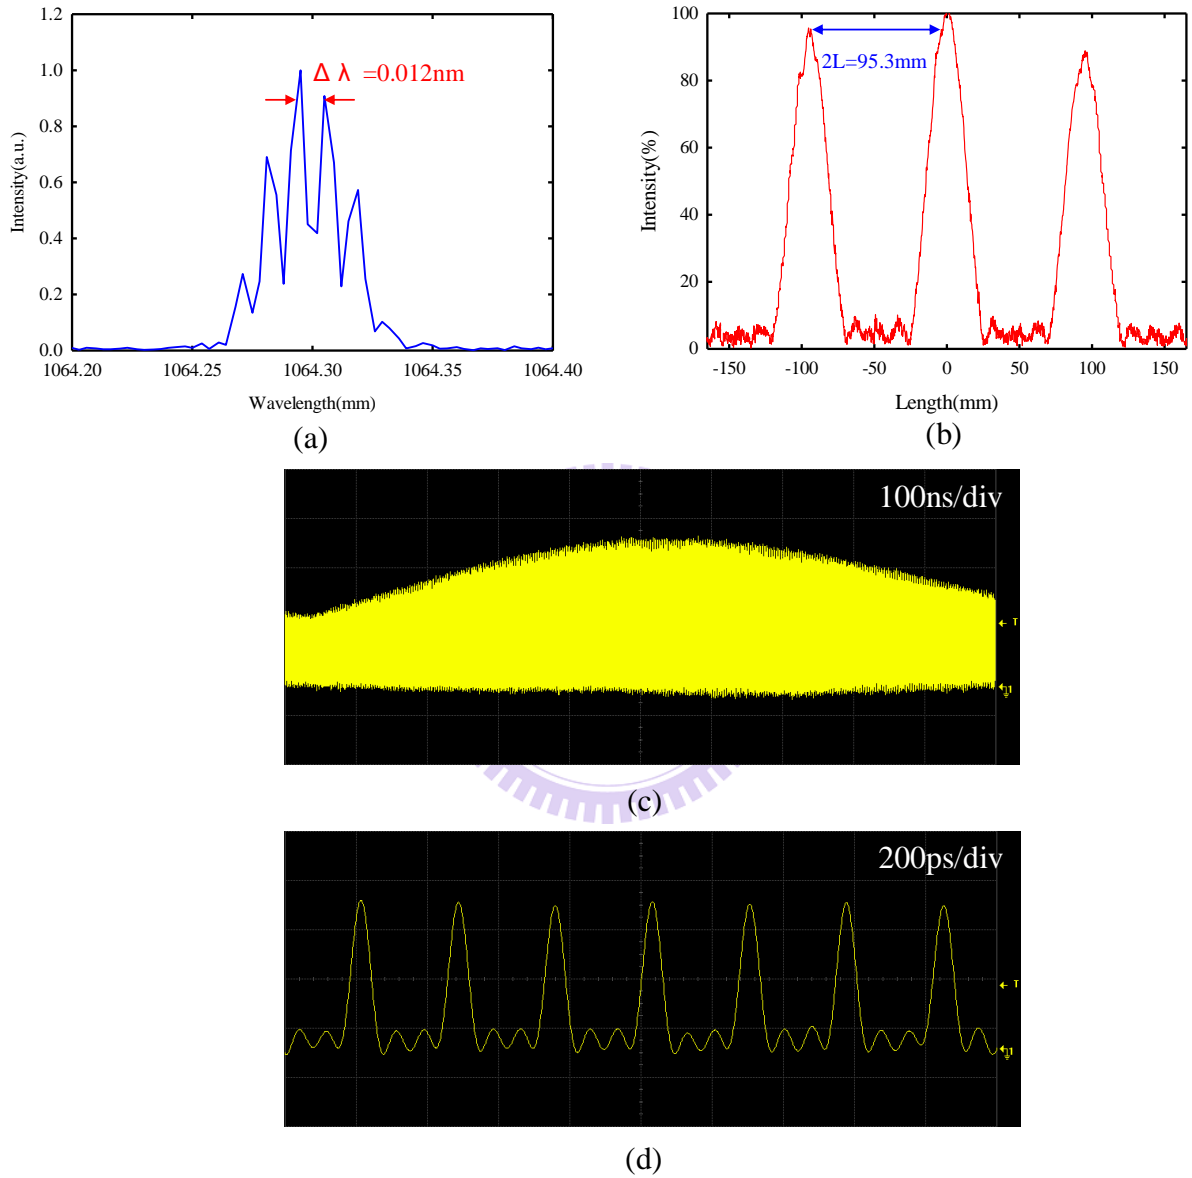 1.2
1.0
0.8
0.6
0.4
0.2
0.0
Intensity(a.u.)
Δ λ =0.012nm
1064.20 1064.25 1064.30 1064.35 1064.40
Wavelength(mm)
(a)
100
80
60
40
20
0
Intensity(%)
2L=95.3mm
-150 -100 -50 0 50 100 150
Length(mm)
(b)
100ns/div
T
1
(c)
200ps/div
T
1
(d)